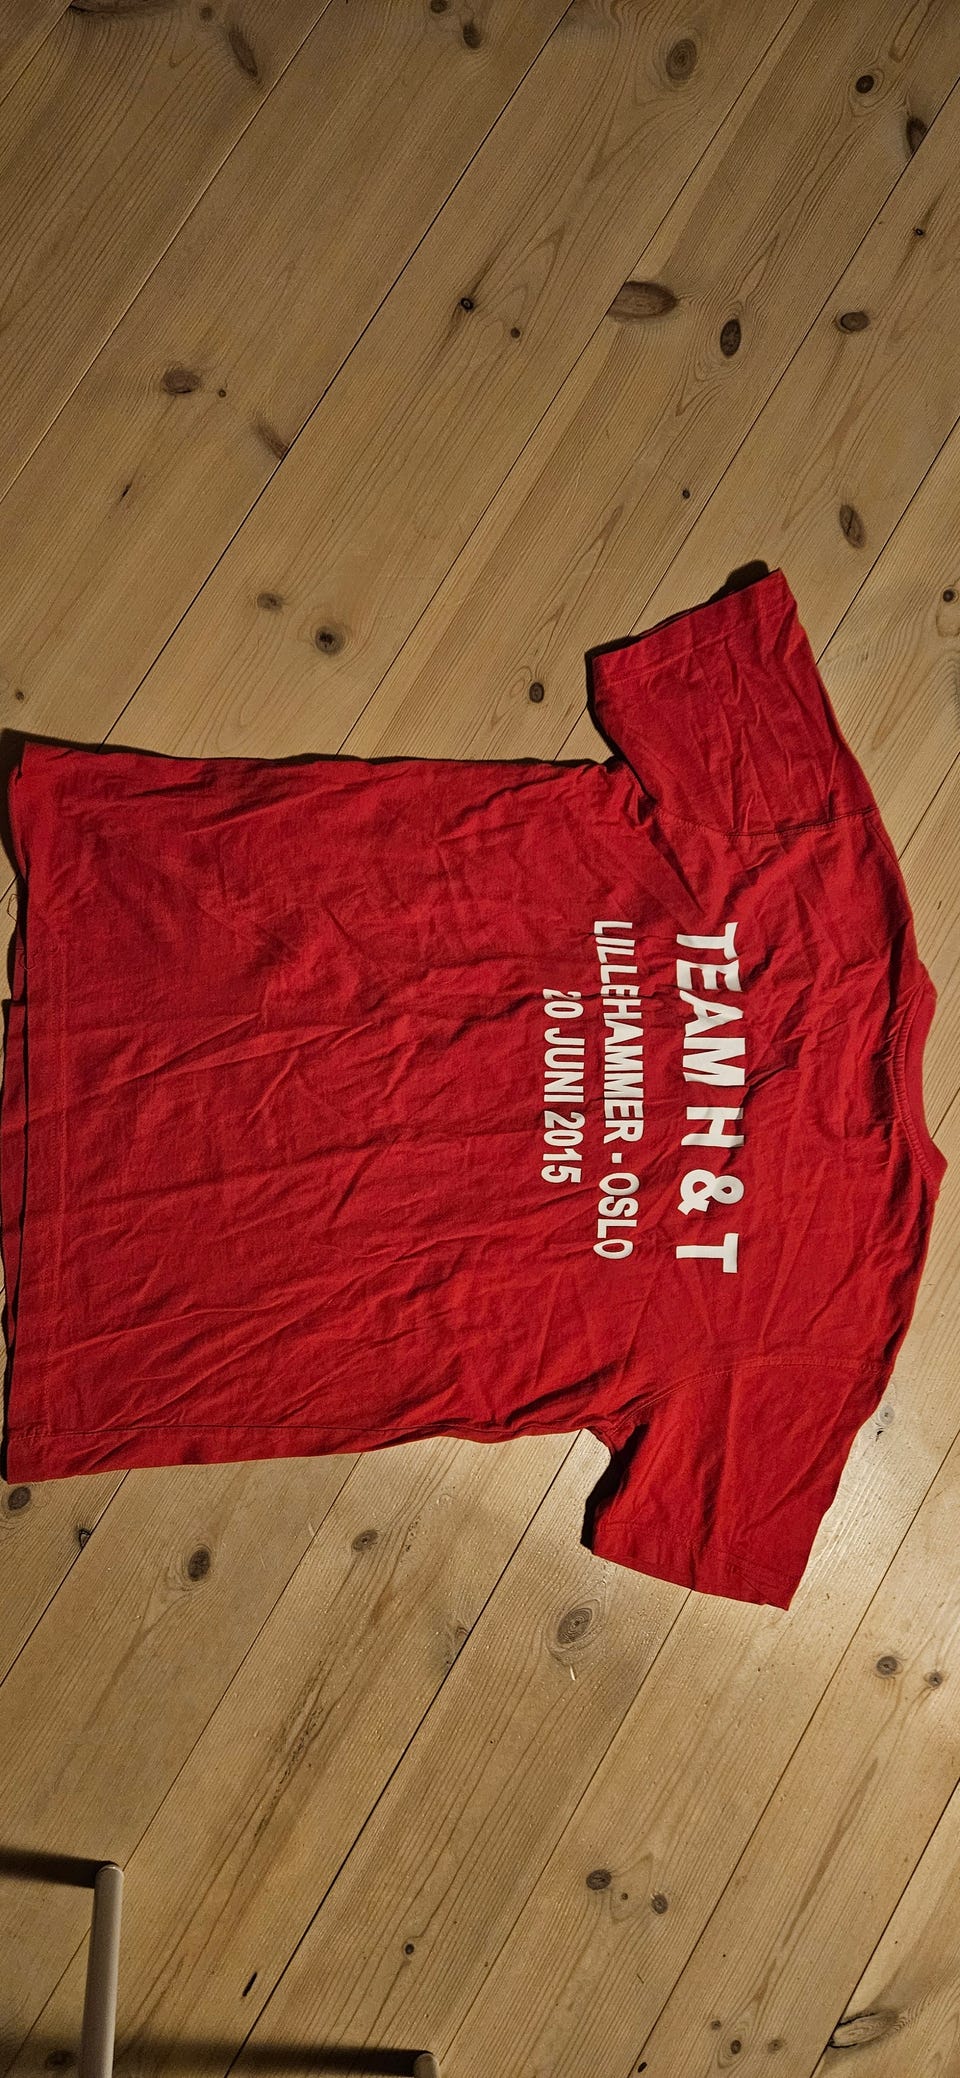 TEAM H & T
LILLEHAMMER - OSLO
20 JUNI 2015